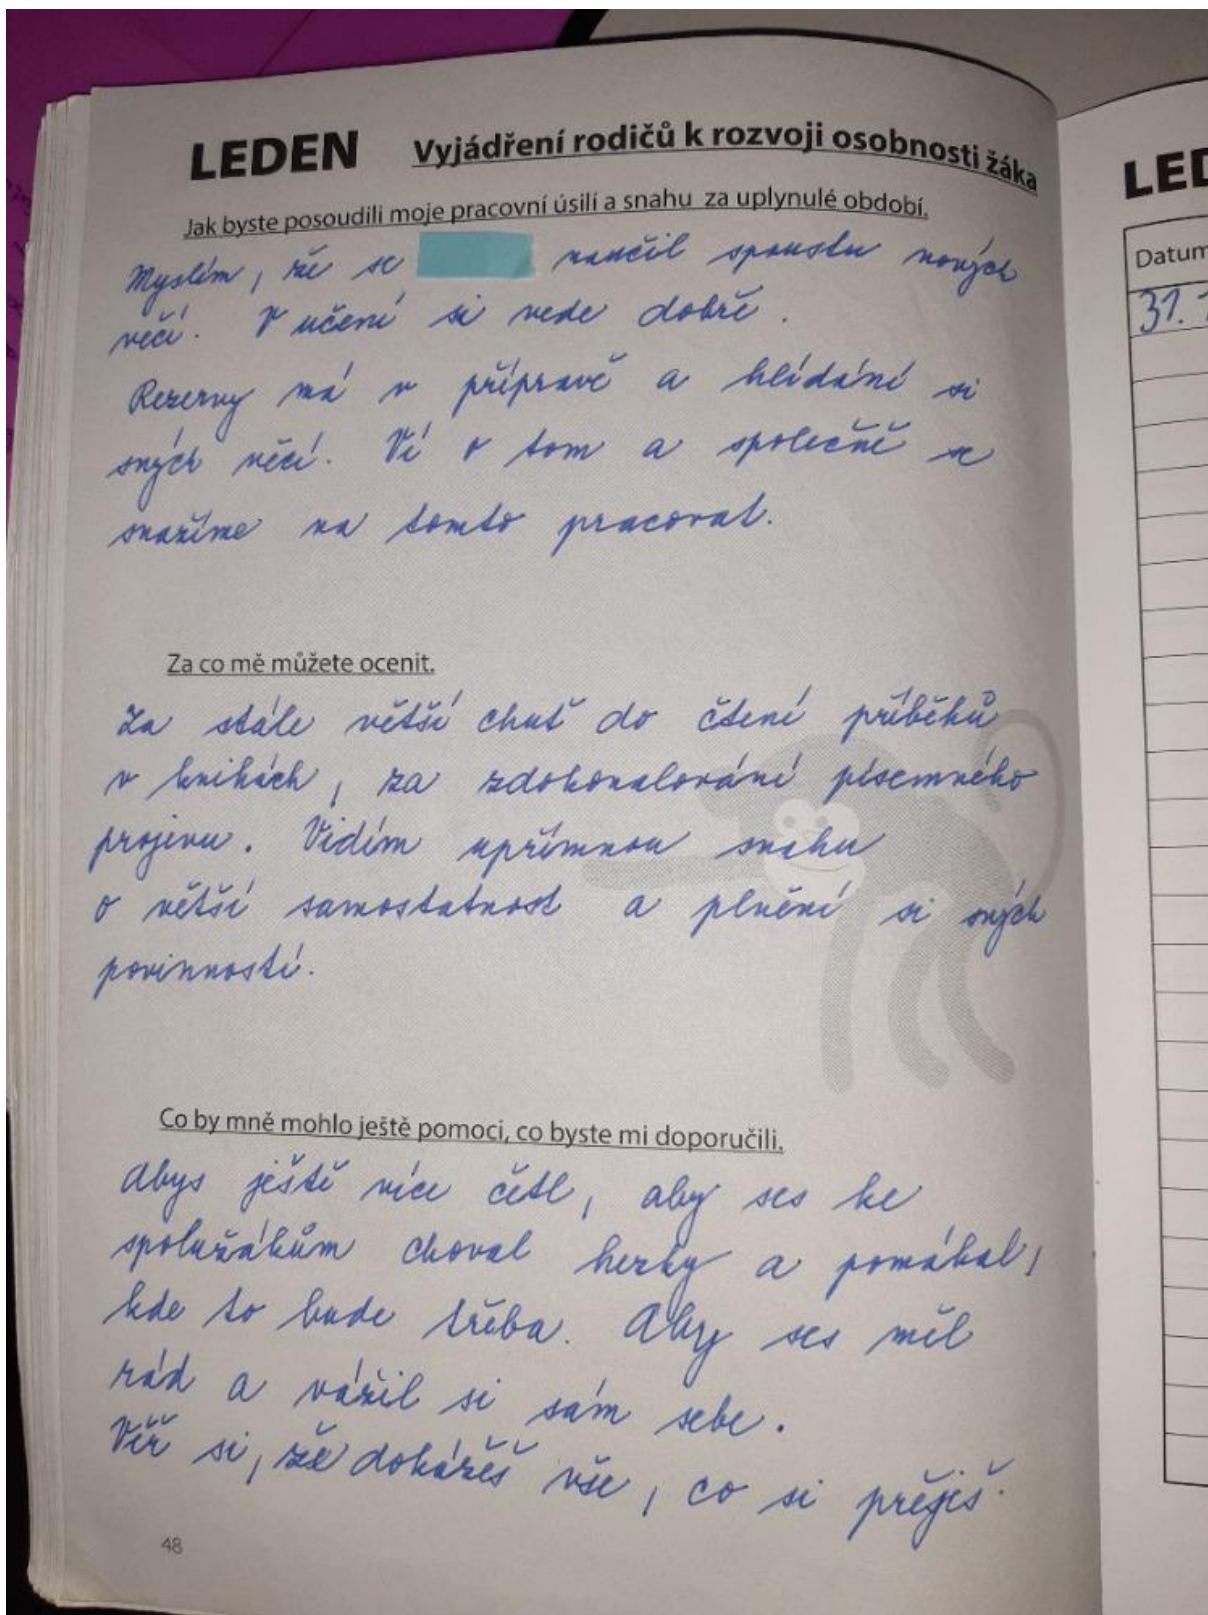 LEDEN Vyjádření rodičů k rozvoji osobnosti žáka
Jak byste posoudili moje pracovní úsilí a snahu za uplynulé období.
Myslím, že se naučil spoustu nových
věcí. V učení si vede dobře.
Rezervy má v přípravě a hlídání si
svých věcí. Ví o tom a společně se
snažíme na tomto pracovat.
Za co mě můžete ocenit.
Za stále větší chuť do čtení příběhů
v knihách, za zdokonalování písemného
projevu. Vidím upřímnou snahu
o větší samostatnost a plnění si svých
povinností.
Co by mně mohlo ještě pomoci, co byste mi doporučili.
Abys ještě více četl, aby ses ke
spolužákům choval hezky a pomáhal,
kde to bude třeba. Aby ses měl
rád a vážil si sám sebe.
Věř si, že dokážeš vše, co si přeješ.
48
LED
Datum
31.